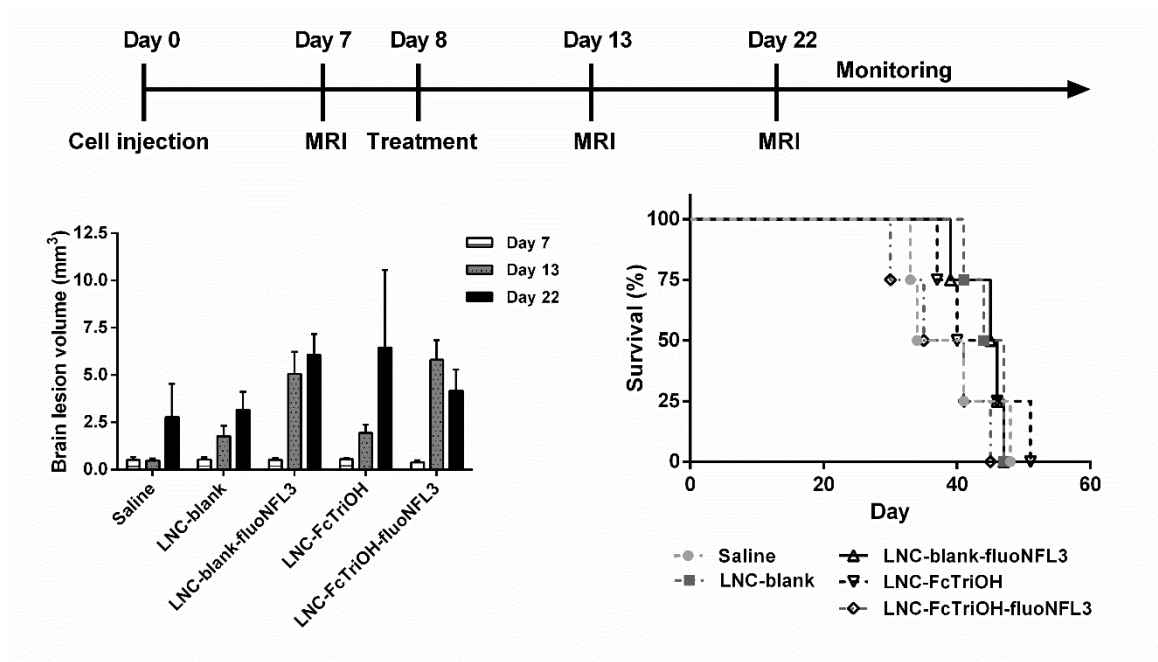 Day 0 Day 7 Day 8 Day 13 Day 22
Monitoring
Cell injection MRI Treatment MRI MRI
Brain lesion volume (mm³)
12.5
10.0
7.5
5.0
2.5
0.0
Day 7
Day 13
Day 22
Saline
LNC-blank
LNC-blank-fluoNFL3
LNC-FcTriOH
LNC-FcTriOH-fluoNFL3
Survival (%)
100
75
50
25
0
0 20 40 60
Day
Saline
LNC-blank
LNC-blank-fluoNFL3
LNC-FcTriOH
LNC-FcTriOH-fluoNFL3